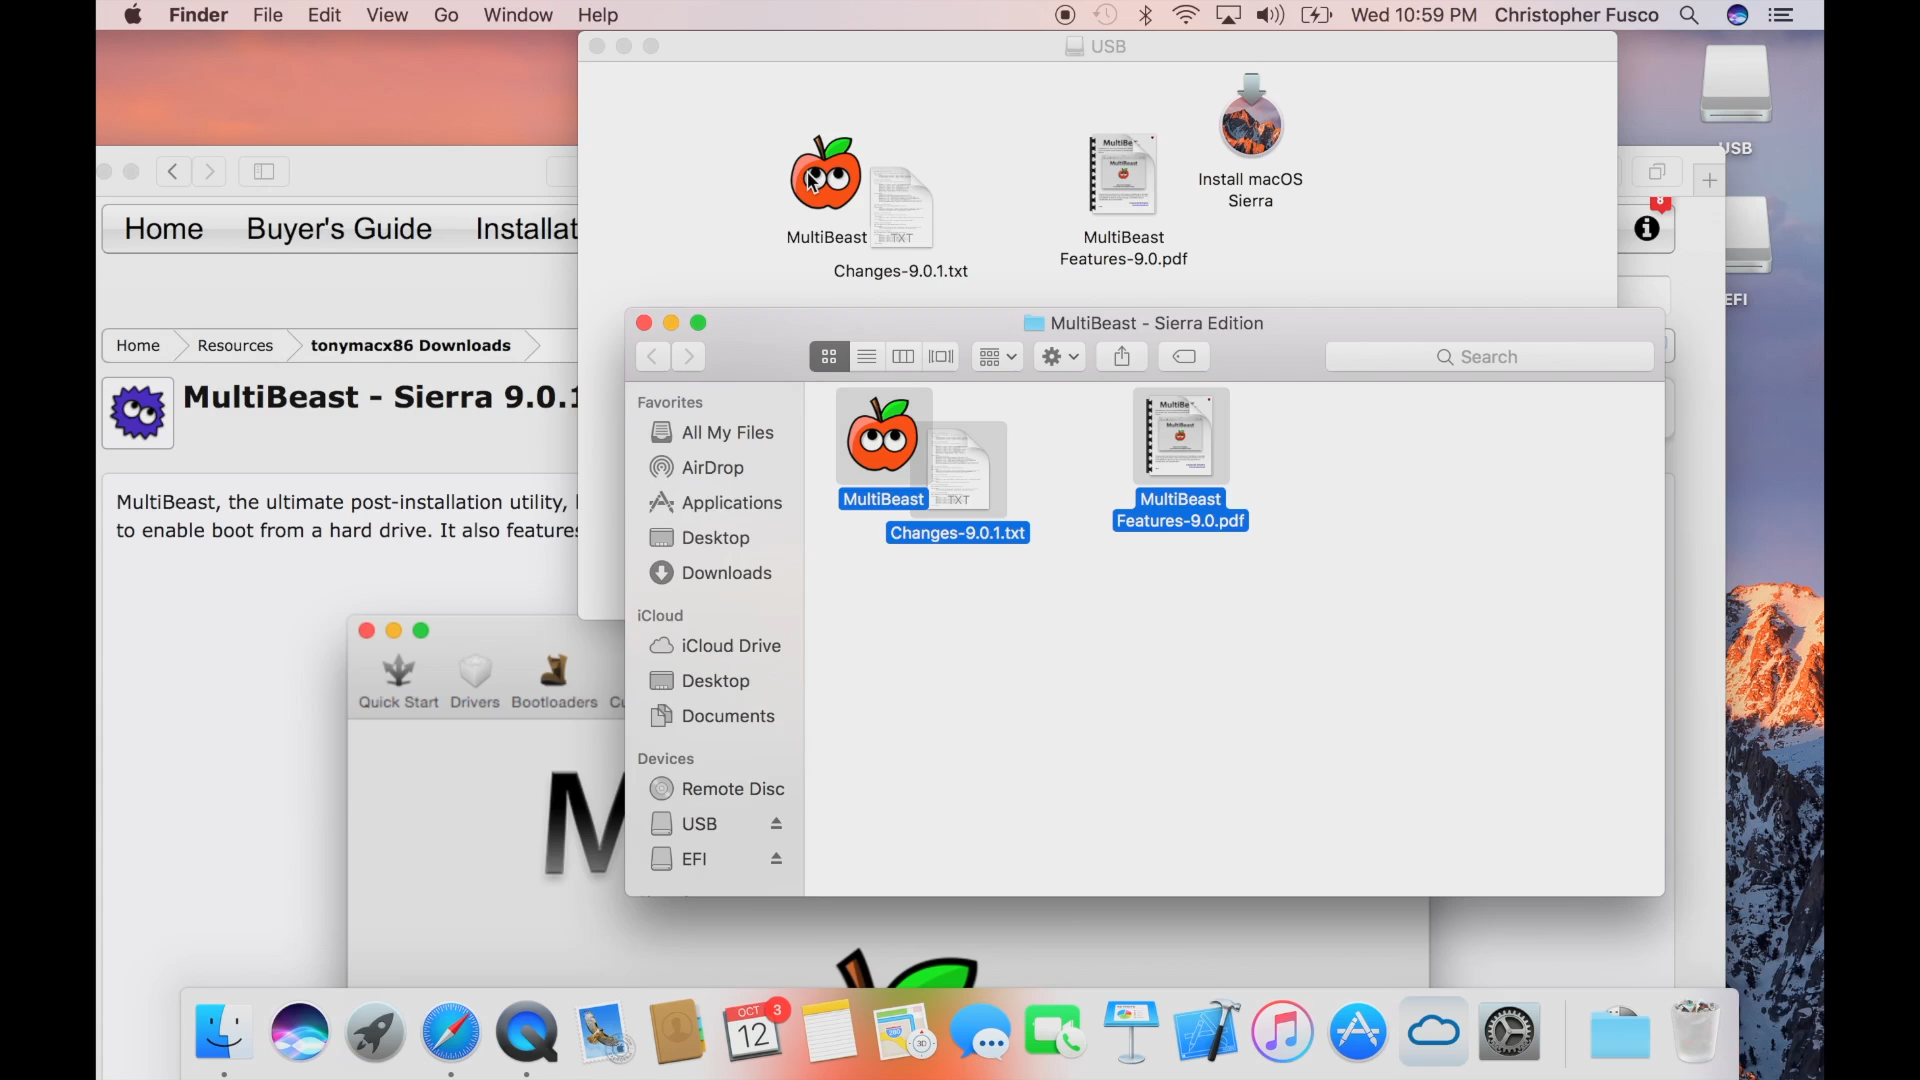 Finder File Edit View Go Window Help Wed 10:59 PM Christopher Fusco
USB
MultiBeast
TXT
Changes-9.0.1.txt
MultiBeast
Features-9.0.pdf
Install macOS
Sierra
USB
EFI
8
Home Buyer's Guide Installat
Home Resources tonymacx86 Downloads
MultiBeast - Sierra 9.0.1
MultiBeast, the ultimate post-installation utility,
to enable boot from a hard drive. It also features
Quick Start Drivers Bootloaders Cu
M
MultiBeast - Sierra Edition
Search
Favorites
All My Files
AirDrop
Applications
Desktop
Downloads
iCloud
iCloud Drive
Desktop
Documents
Devices
Remote Disc
USB
EFI
MultiBeast
TXT
Changes-9.0.1.txt
MultiBeast
Features-9.0.pdf
OCT
12
3
280
3D